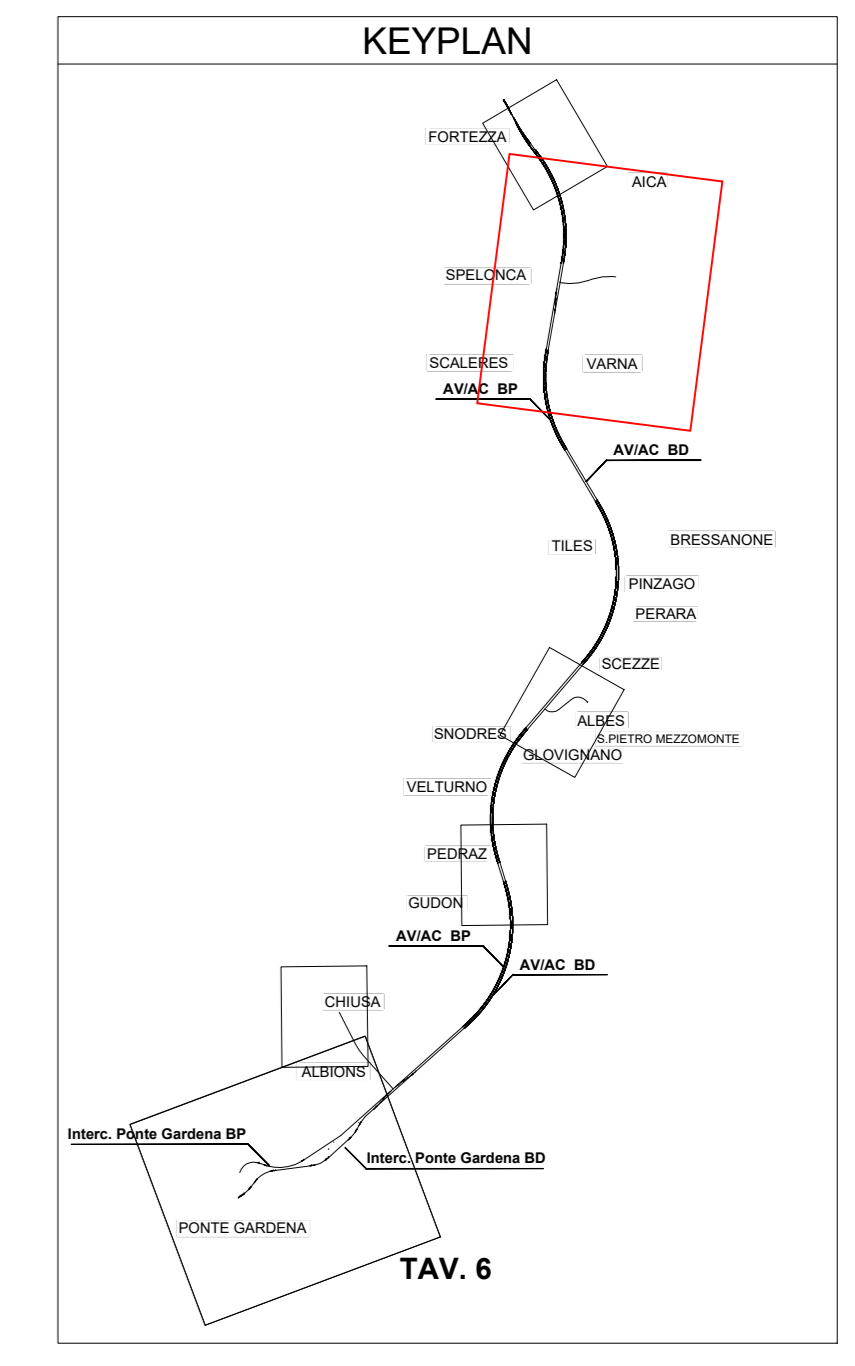 KEYPLAN
FORTEZZA
AICA
SPELONCA
SCALERES
VARNA
AV/AC BP
AV/AC BD
TILES
BRESSANONE
PINZAGO
PERARA
SCEZZE
ALBES
SNODRES
S.PIETRO MEZZOMONTE
GLOVIGNANO
VELTURNO
PEDRAZ
GUDON
AV/AC BP
AV/AC BD
CHIUSA
ALBIONS
Interc. Ponte Gardena BP
Interc. Ponte Gardena BD
PONTE GARDENA
TAV. 6